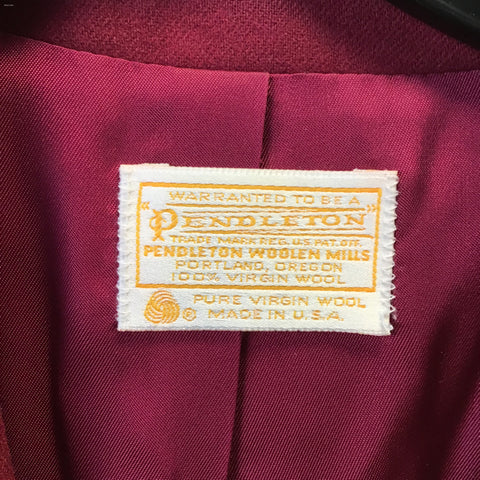 WARRANTED TO BE A
"PENDLETON"
TRADE MARK REG. U.S. PAT. OFF.
PENDLETON WOOLEN MILLS
PORTLAND, OREGON
100% VIRGIN WOOL
® PURE VIRGIN WOOL
MADE IN U.S.A.